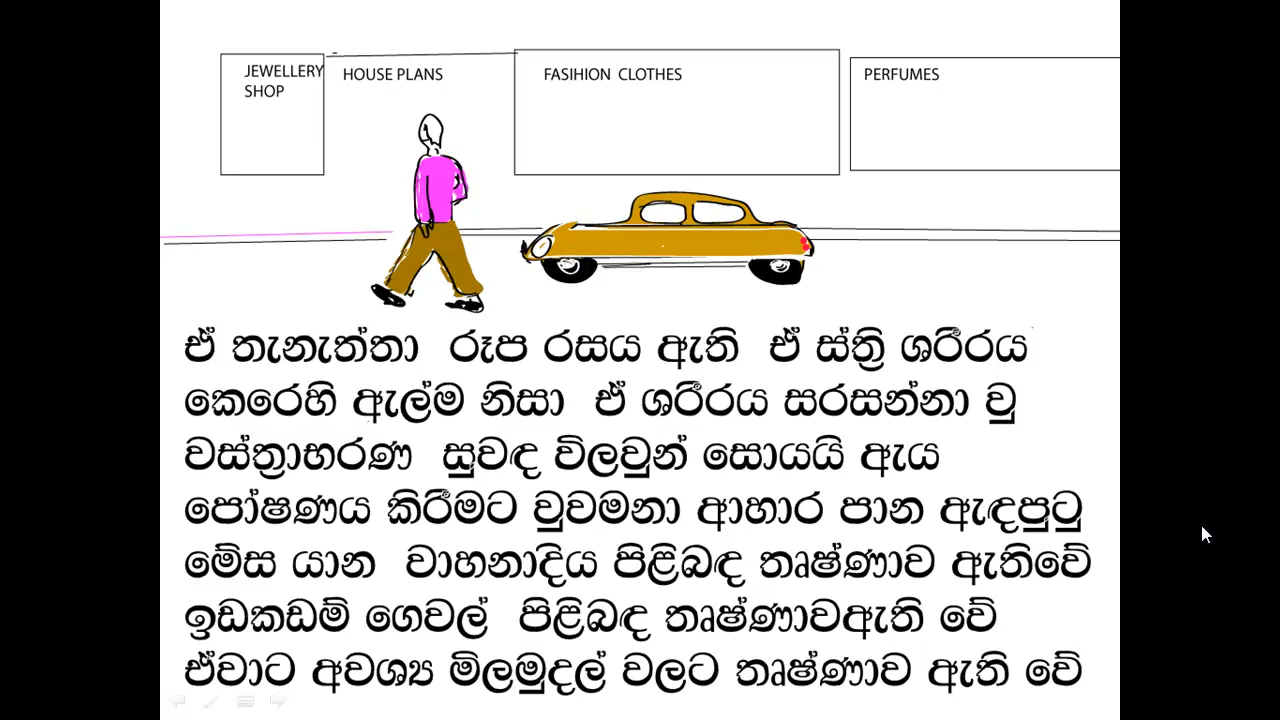 JEWELLERY
SHOP
HOUSE PLANS
FASIHION CLOTHES
PERFUMES
ඒ තැනැත්තා රූප රසය ඇති ඒ ස්ත්‍රි ශරීරය
කෙරෙහි ඇල්ම නිසා ඒ ශරීරය සරසන්නා වු
වස්ත්‍රාභරණ සුවඳ විලවුන් සොයයි ඇය
පෝෂණය කිරීමට වුවමනා ආහාර පාන ඇඳපුටු
මේස යාන වාහනාදිය පිළිබඳ තෘෂ්ණාව ඇතිවේ
ඉඩකඩම් ගෙවල් පිළිබඳ තෘෂ්ණාවඇති වේ
ඒවාට අවශ්‍ය මිලමුදල් වලට තෘෂ්ණාව ඇති වේ